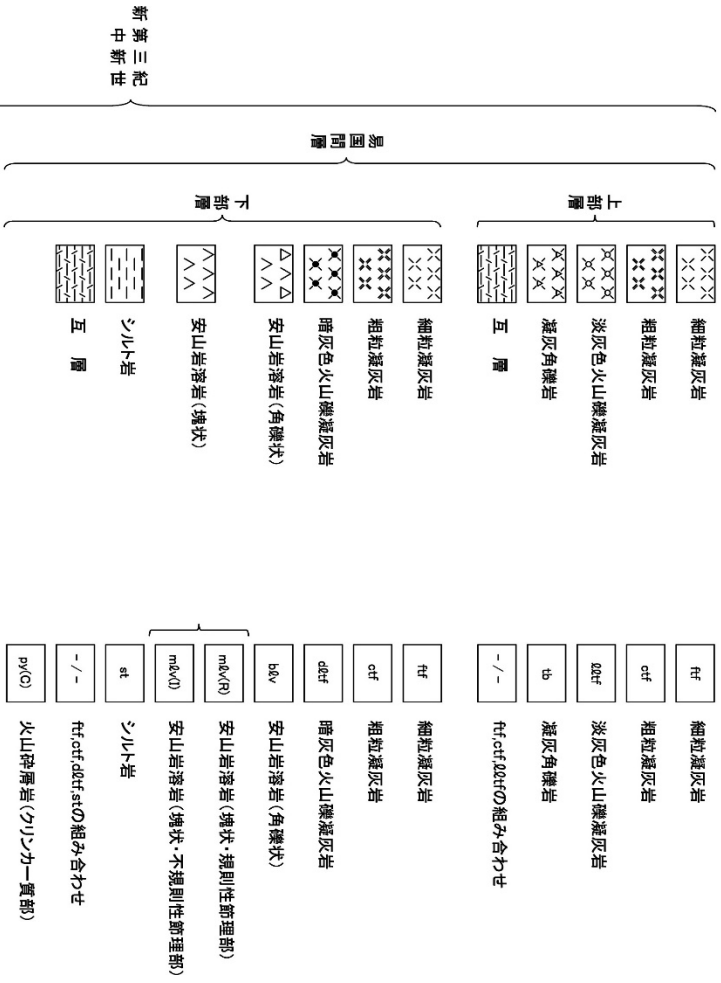 新第三紀
中新世
易国間層
上部層
細粒凝灰岩
粗粒凝灰岩
淡灰色火山礫凝灰岩
凝灰角礫岩
互 層
下部層
細粒凝灰岩
粗粒凝灰岩
暗灰色火山礫凝灰岩
安山岩溶岩(角礫状)
安山岩溶岩(塊状)
シルト岩
互 層
ftf 細粒凝灰岩
ctf 粗粒凝灰岩
ℓℓtf 淡灰色火山礫凝灰岩
tb 凝灰角礫岩
-/- ftf,ctf,ℓℓtfの組み合わせ
ftf 細粒凝灰岩
ctf 粗粒凝灰岩
dℓtf 暗灰色火山礫凝灰岩
bℓv 安山岩溶岩(角礫状)
mℓv(R) 安山岩溶岩(塊状・規則性節理部)
mℓv(I) 安山岩溶岩(塊状・不規則性節理部)
st シルト岩
-/- ftf,ctf,dℓtf,stの組み合わせ
py(C) 火山砕屑岩(クリンカー質部)